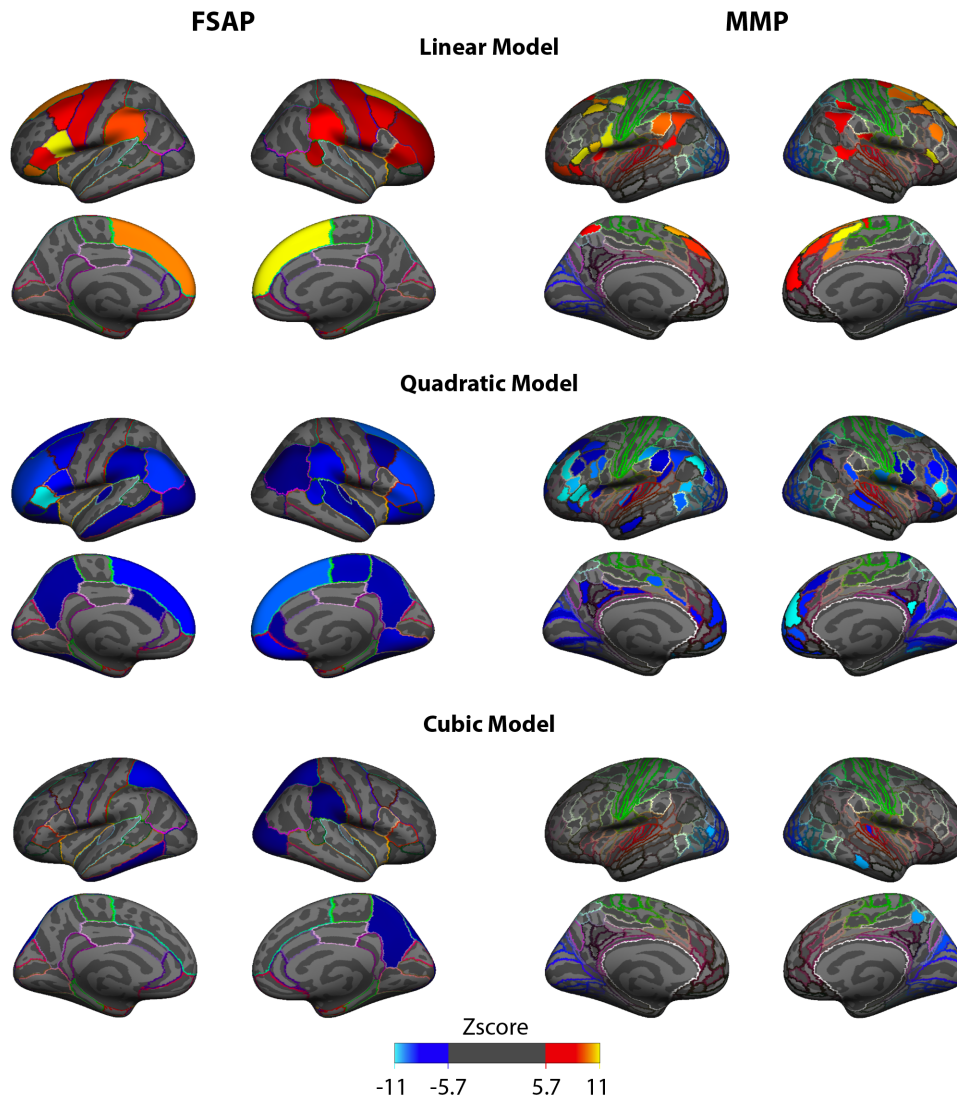 FSAP MMP
Linear Model
Quadratic Model
Cubic Model
Zscore
-11 -5.7 5.7 11